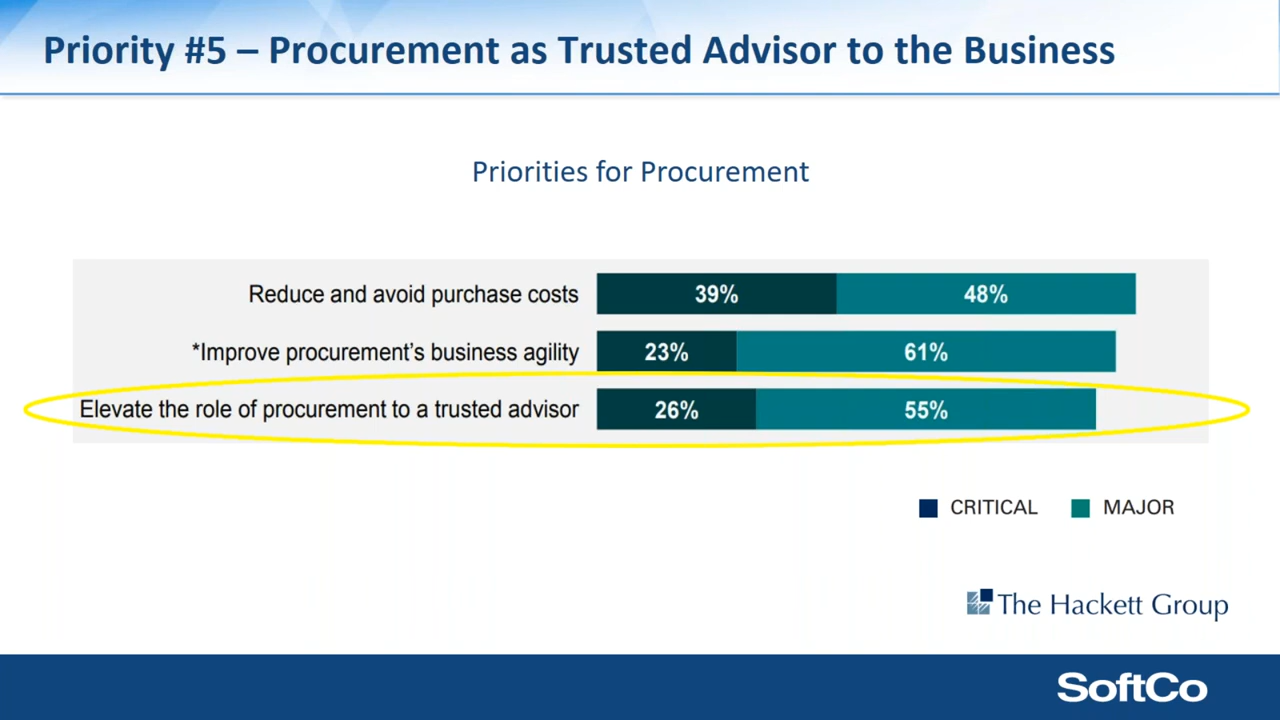 Priority #5 – Procurement as Trusted Advisor to the Business
Priorities for Procurement
Reduce and avoid purchase costs 39% 48%
*Improve procurement's business agility 23% 61%
Elevate the role of procurement to a trusted advisor 26% 55%
CRITICAL MAJOR
The Hackett Group
SoftCo